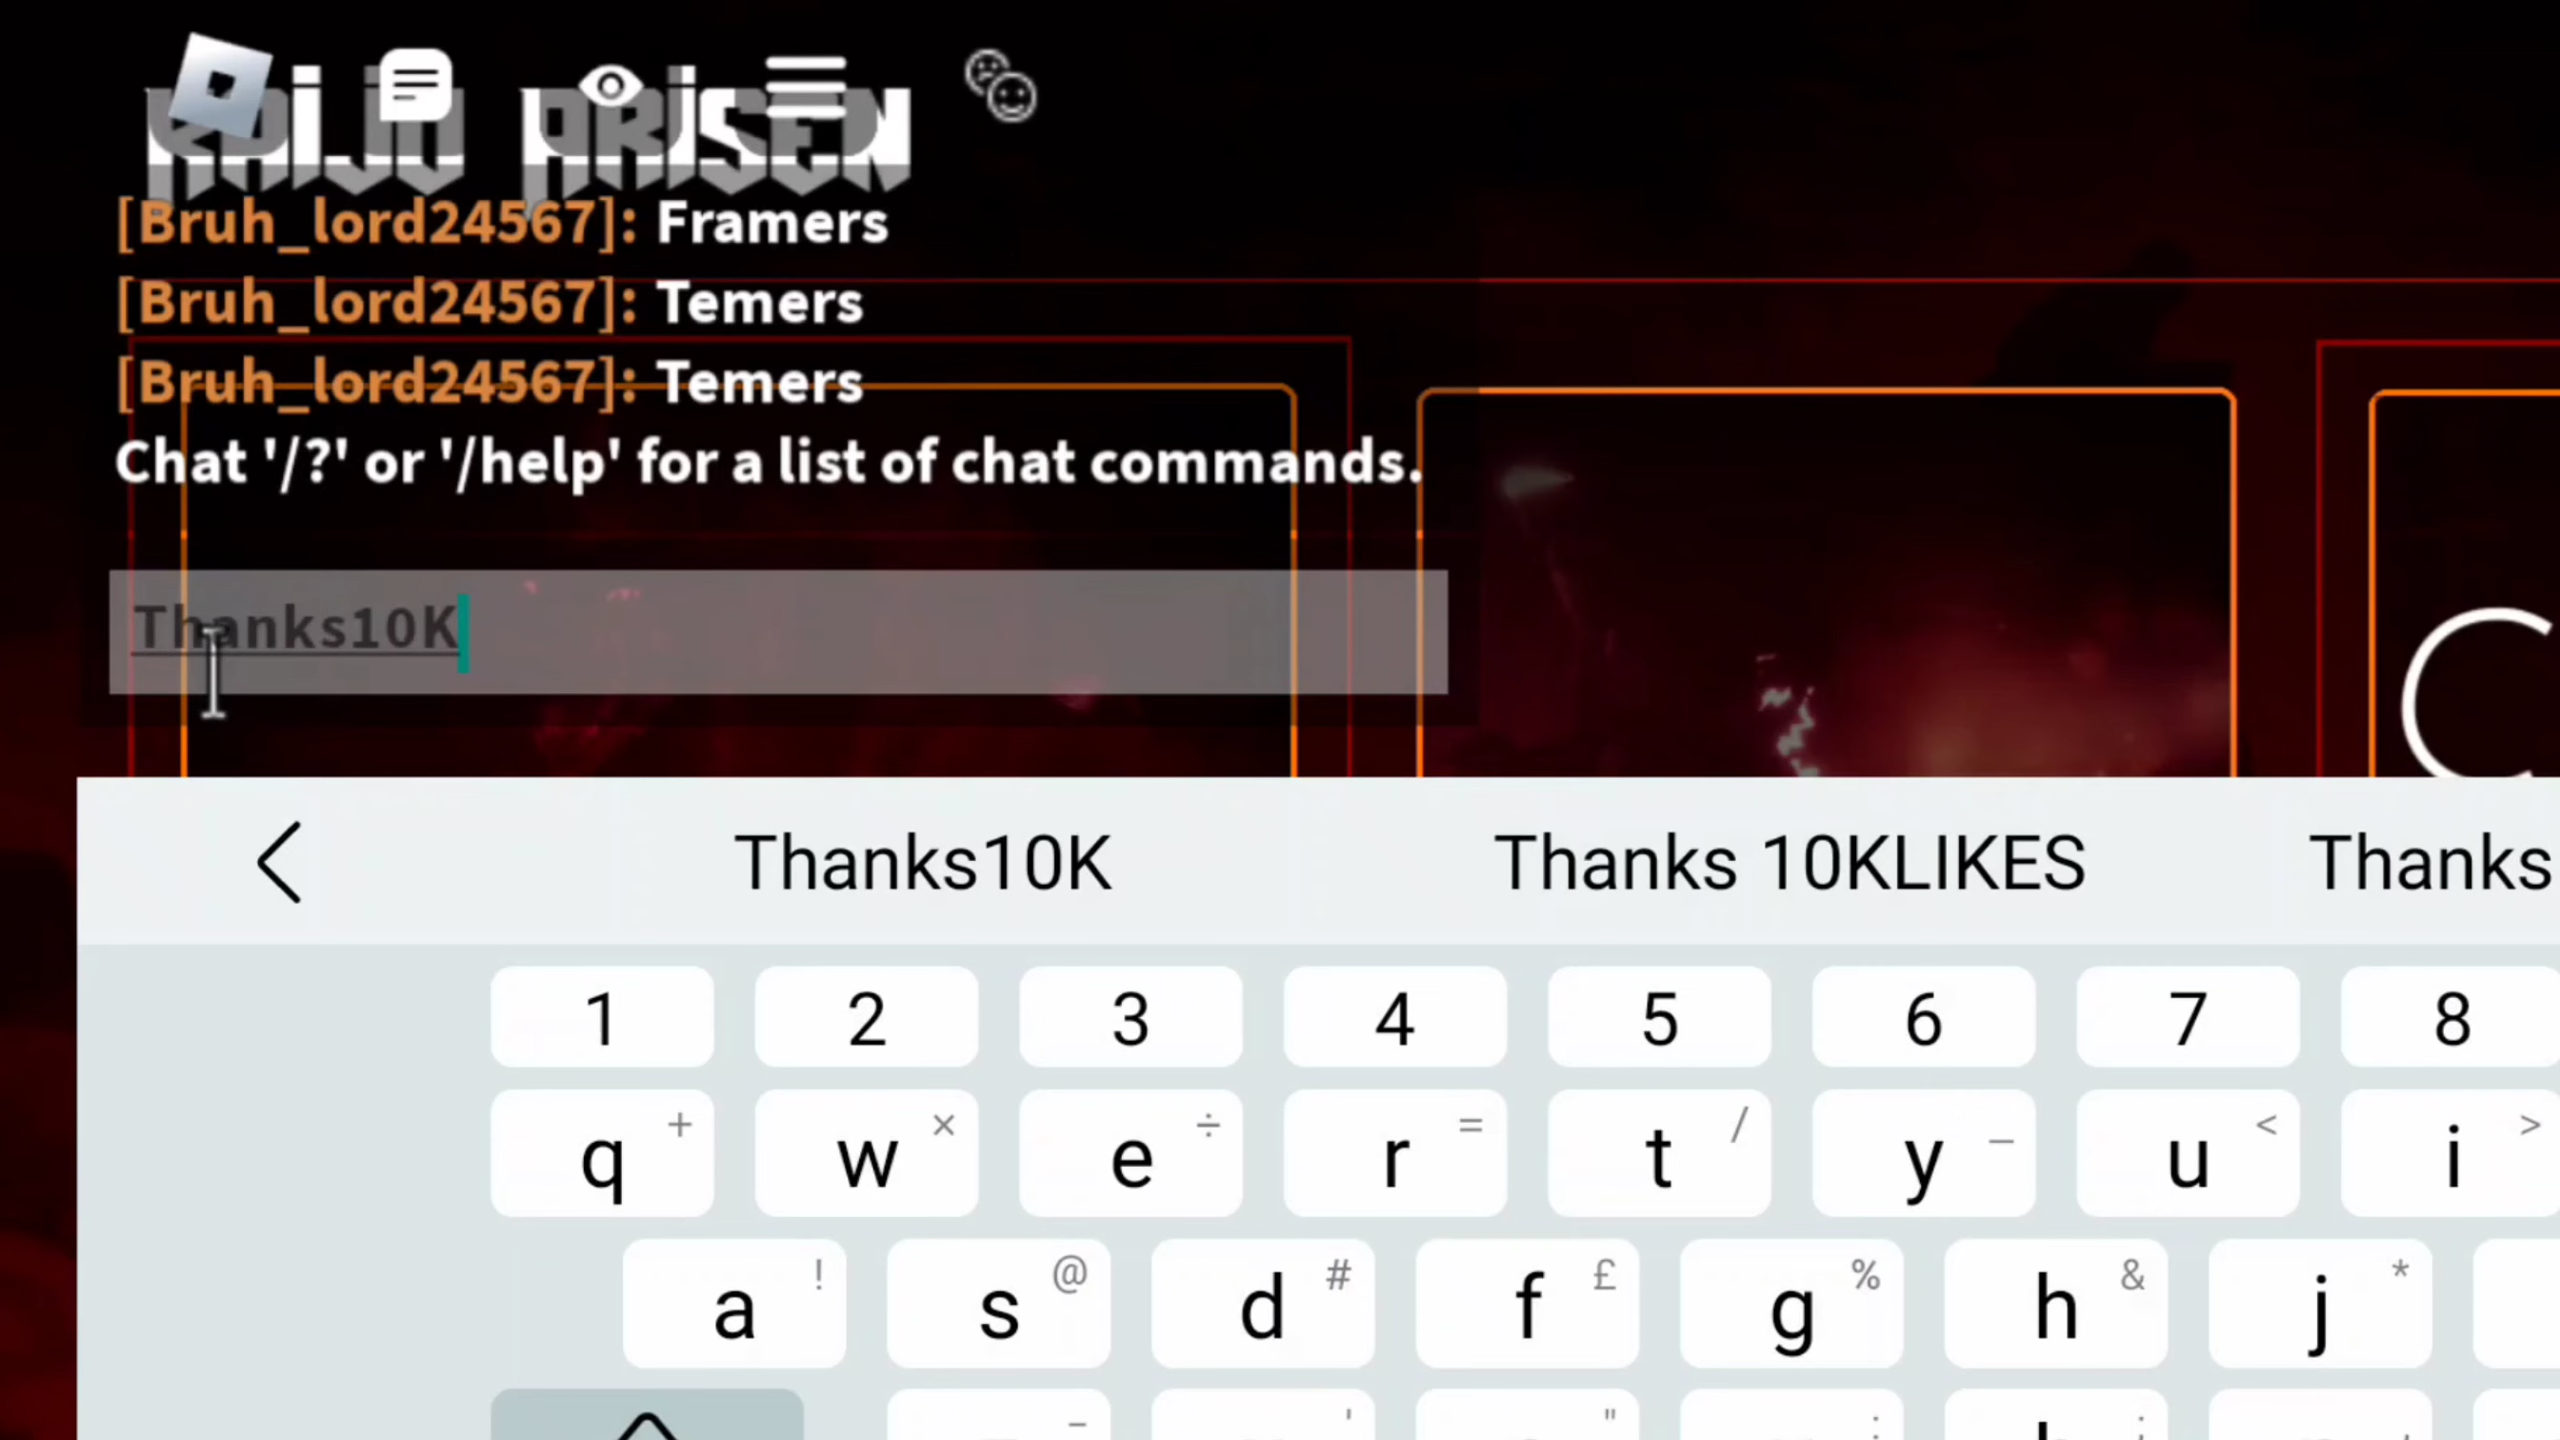 KAIJU ARISEN
[Bruh_lord24567]: Framers
[Bruh_lord24567]: Temers
[Bruh_lord24567]: Temers
Chat '/?' or '/help' for a list of chat commands.
Thanks10K
C
Thanks10K Thanks 10KLIKES Thanks
1 2 3 4 5 6 7 8
+ × ÷ = / _ < >
q w e r t y u i
! @ # £ % & *
a s d f g h j
- ' " : ;